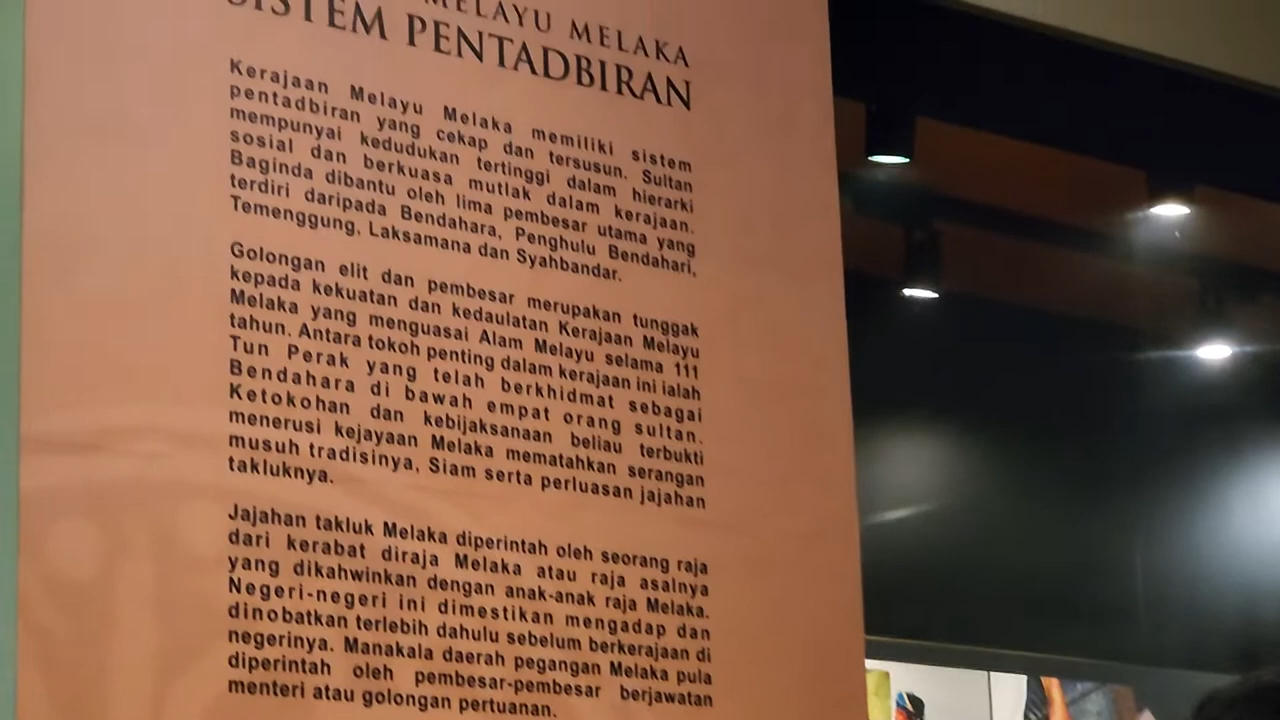 MELAYU MELAKA
SISTEM PENTADBIRAN
Kerajaan Melayu Melaka memiliki sistem
pentadbiran yang cekap dan tersusun. Sultan
mempunyai kedudukan tertinggi dalam hierarki
sosial dan berkuasa mutlak dalam kerajaan.
Baginda dibantu oleh lima pembesar utama yang
terdiri daripada Bendahara, Penghulu Bendahari,
Temenggung, Laksamana dan Syahbandar.
Golongan elit dan pembesar merupakan tunggak
kepada kekuatan dan kedaulatan Kerajaan Melayu
Melaka yang menguasai Alam Melayu selama 111
tahun. Antara tokoh penting dalam kerajaan ini ialah
Tun Perak yang telah berkhidmat sebagai
Bendahara di bawah empat orang sultan.
Ketokohan dan kebijaksanaan beliau terbukti
menerusi kejayaan Melaka mematahkan serangan
musuh tradisinya, Siam serta perluasan jajahan
takluknya.
Jajahan takluk Melaka diperintah oleh seorang raja
dari kerabat diraja Melaka atau raja asalnya
yang dikahwinkan dengan anak-anak raja Melaka.
Negeri-negeri ini dimestikan mengadap dan
dinobatkan terlebih dahulu sebelum berkerajaan di
negerinya. Manakala daerah pegangan Melaka pula
diperintah oleh pembesar-pembesar berjawatan
menteri atau golongan pertuanan.